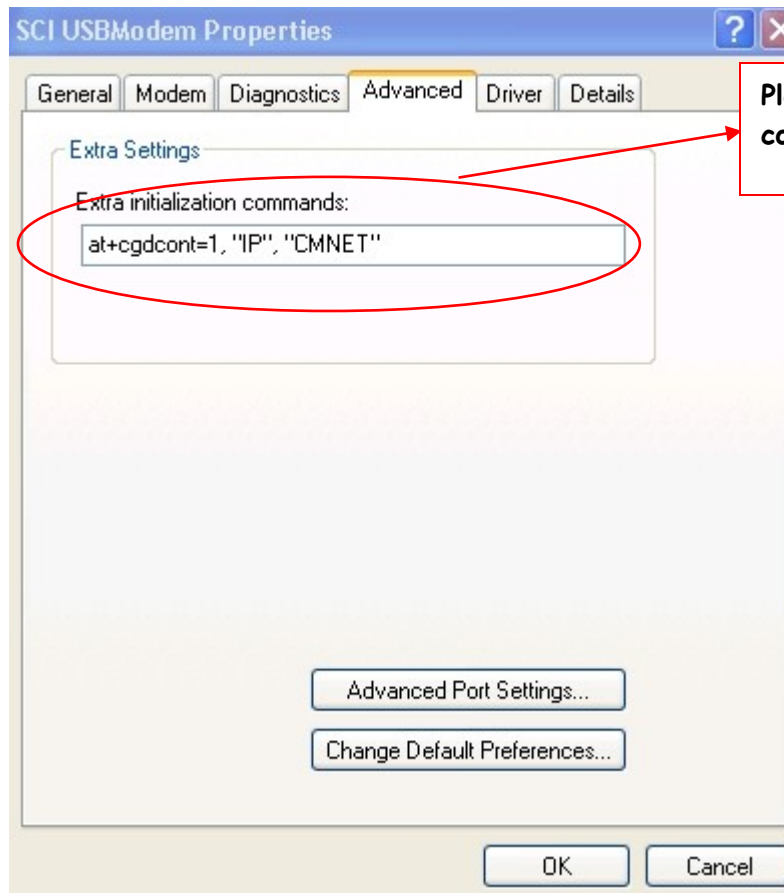 SCI USBModem Properties
General Modem Diagnostics Advanced Driver Details
Extra Settings
Extra initialization commands:
at+cgdcont=1, "IP", "CMNET"
Advanced Port Settings...
Change Default Preferences...
OK Cancel